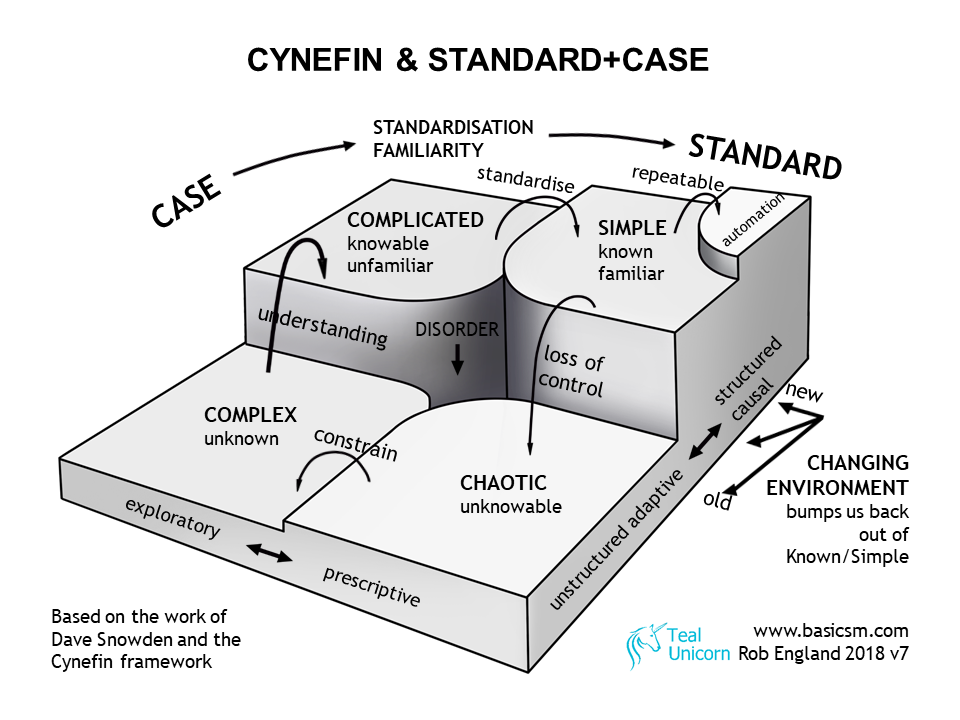 CYNEFIN & STANDARD+CASE
STANDARDISATION
FAMILIARITY
STANDARD
CASE
standardise
repeatable
automation
COMPLICATED
knowable
unfamiliar
SIMPLE
known
familiar
understanding
DISORDER
loss of
control
structured
causal
new
COMPLEX
unknown
constrain
CHAOTIC
unknowable
old
CHANGING
ENVIRONMENT
bumps us back
out of
Known/Simple
exploratory
prescriptive
unstructured adaptive
Based on the work of
Dave Snowden and the
Cynefin framework
Teal
Unicorn
www.basicsm.com
Rob England 2018 v7